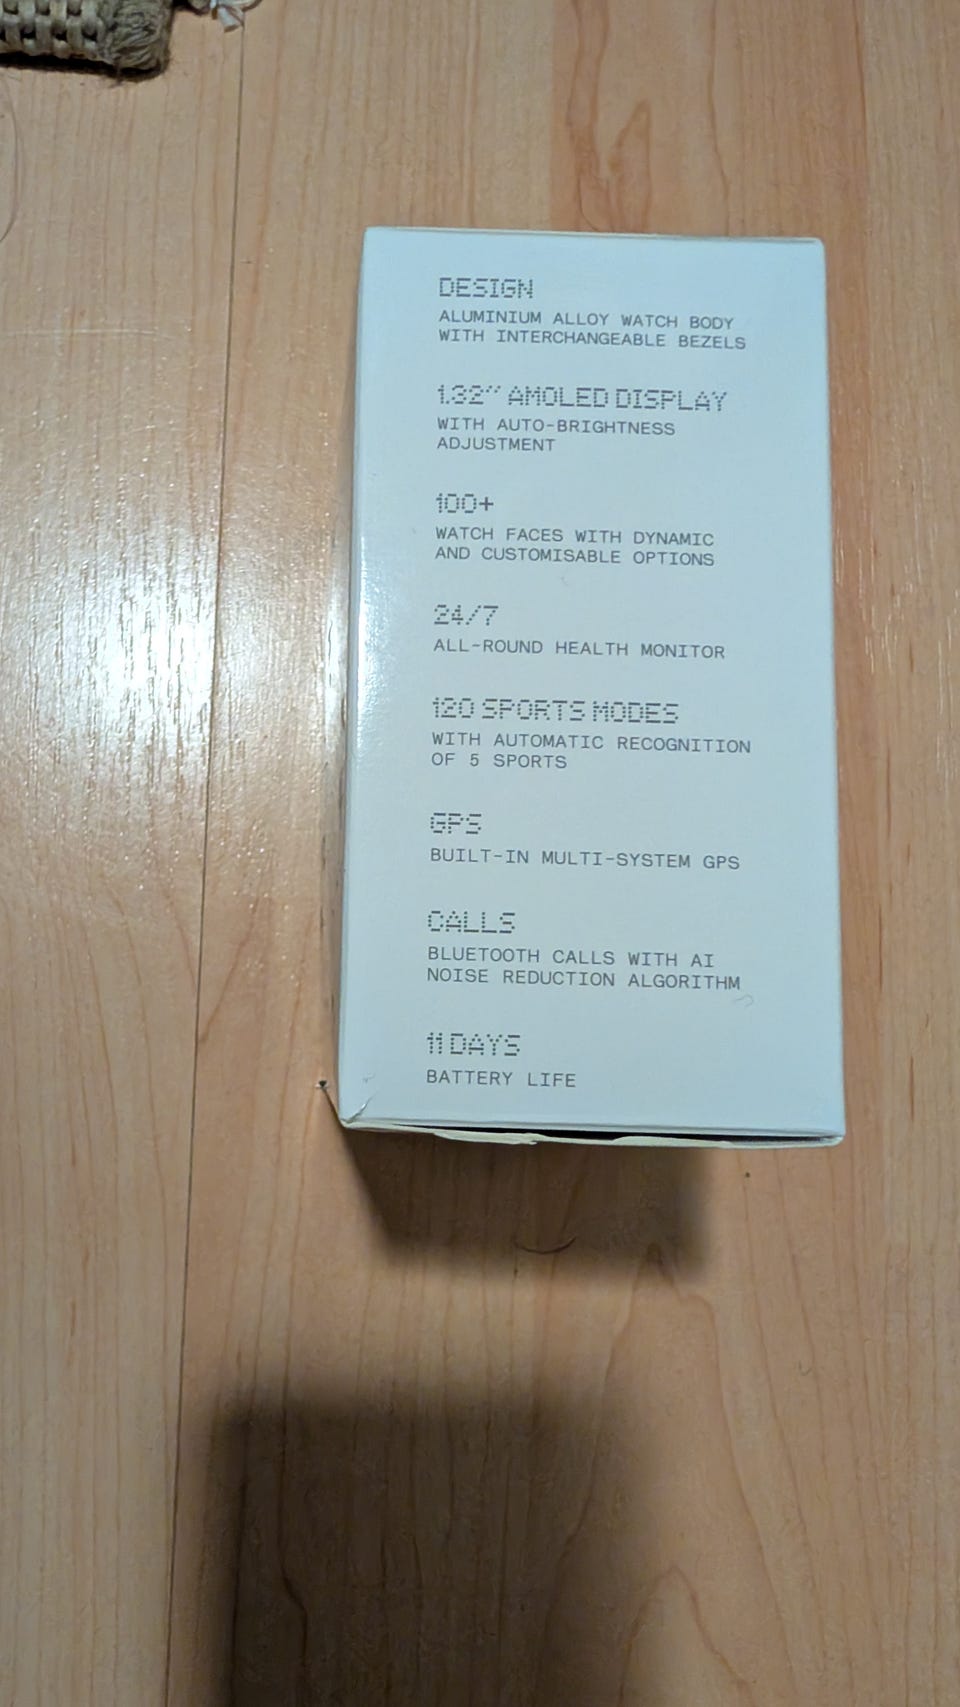 DESIGN
ALUMINIUM ALLOY WATCH BODY
WITH INTERCHANGEABLE BEZELS
1.32" AMOLED DISPLAY
WITH AUTO-BRIGHTNESS
ADJUSTMENT
100+
WATCH FACES WITH DYNAMIC
AND CUSTOMISABLE OPTIONS
24/7
ALL-ROUND HEALTH MONITOR
120 SPORTS MODES
WITH AUTOMATIC RECOGNITION
OF 5 SPORTS
GPS
BUILT-IN MULTI-SYSTEM GPS
CALLS
BLUETOOTH CALLS WITH AI
NOISE REDUCTION ALGORITHM
11 DAYS
BATTERY LIFE